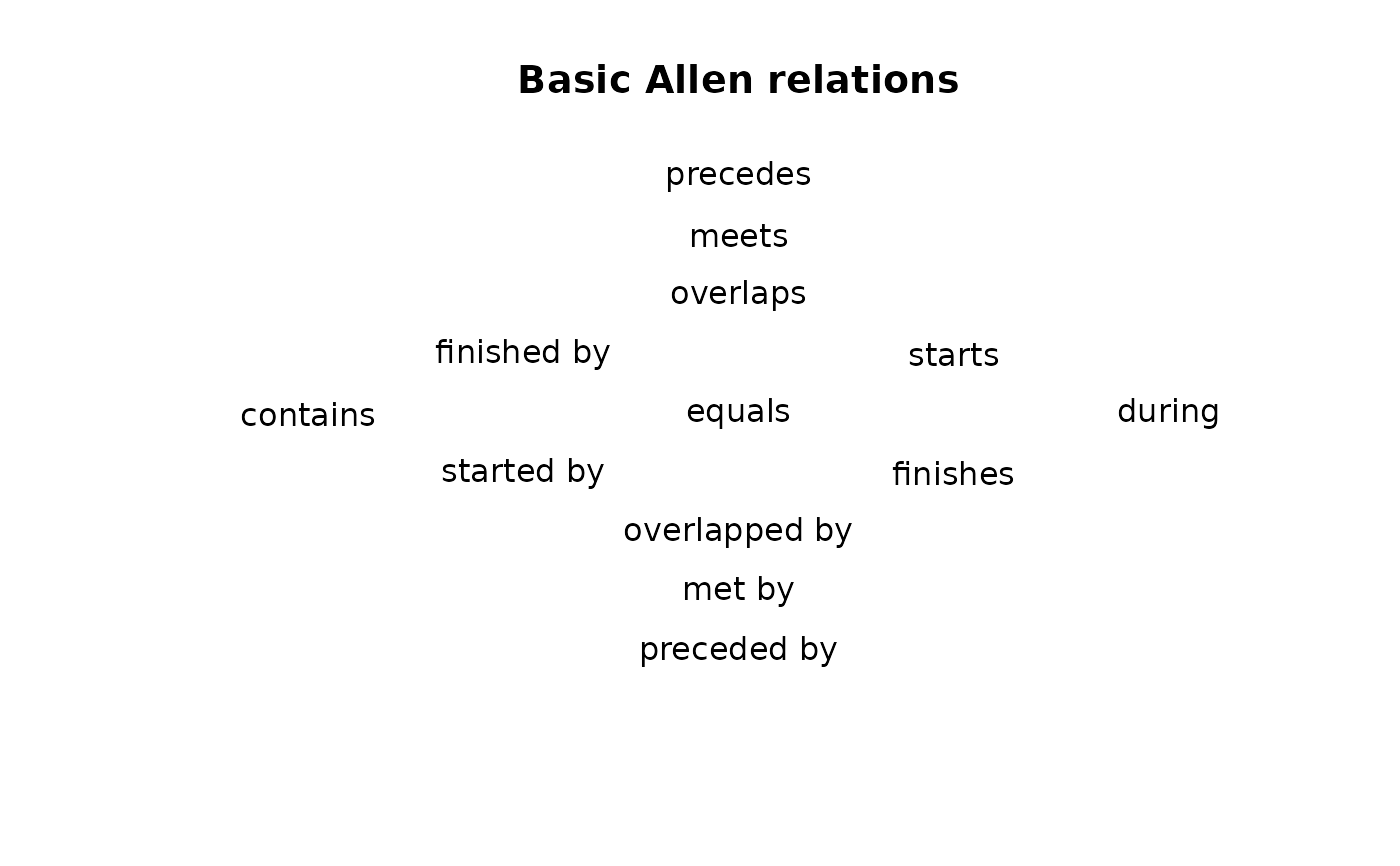 Basic Allen relations
precedes
meets
overlaps
finished by starts
contains equals during
started by finishes
overlapped by
met by
preceded by